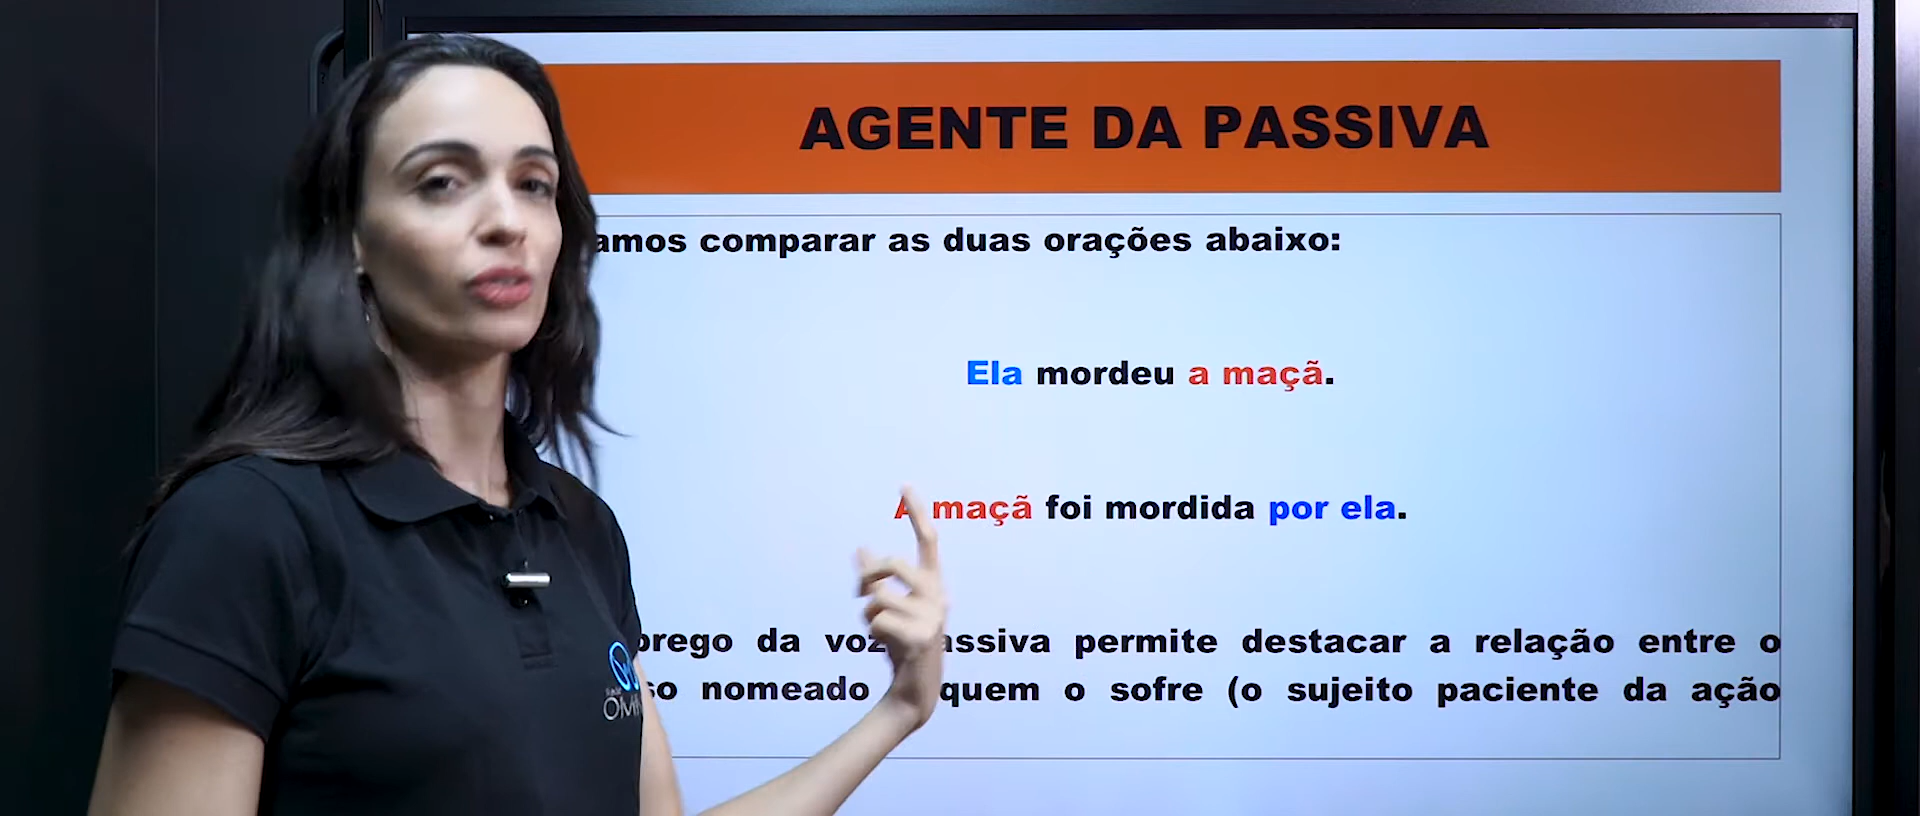 AGENTE DA PASSIVA
amos comparar as duas orações abaixo:
Ela mordeu a maçã.
A maçã foi mordida por ela.
prego da voz assiva permite destacar a relação entre o
so nomeado quem o sofre (o sujeito paciente da ação